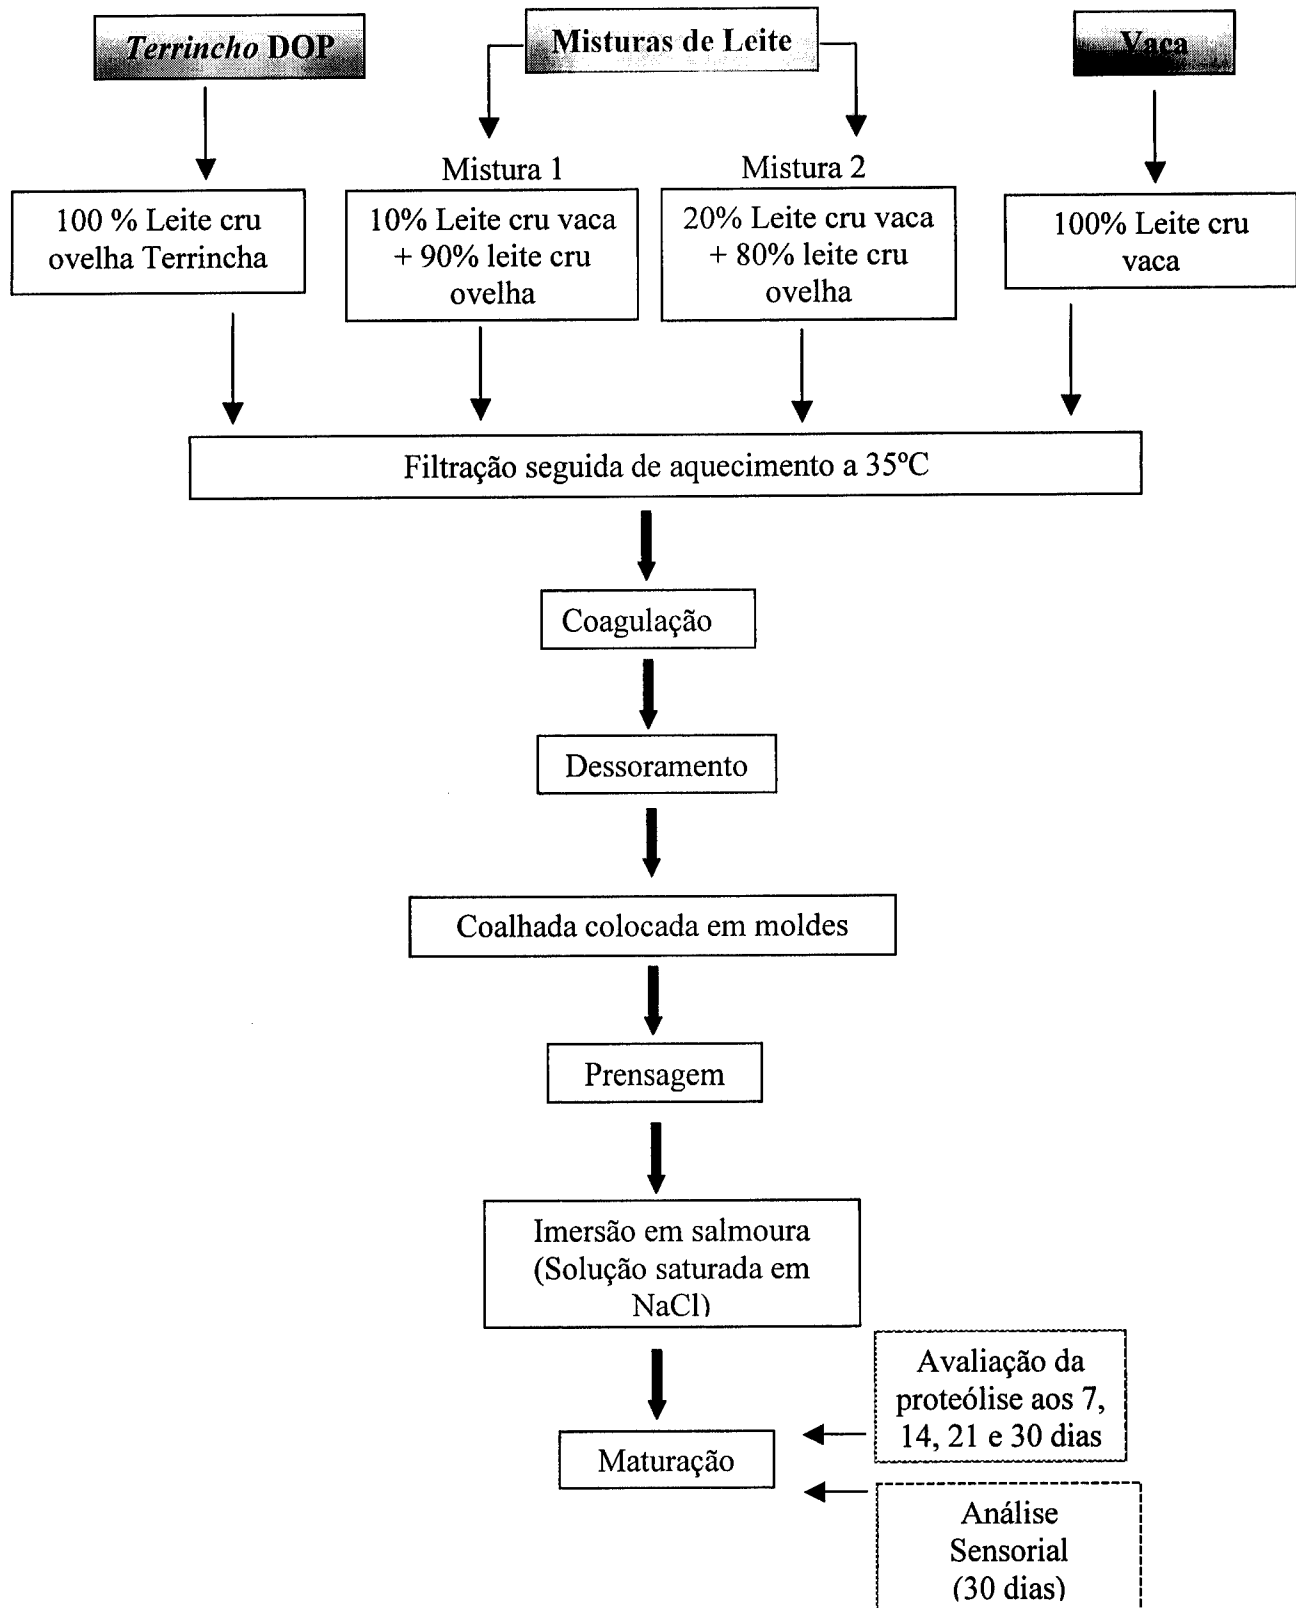 Terrincho DOP
Misturas de Leite
Vaca
Mistura 1
Mistura 2
100 % Leite cru
ovelha Terrincha
10% Leite cru vaca
+ 90% leite cru
ovelha
20% Leite cru vaca
+ 80% leite cru
ovelha
100% Leite cru
vaca
Filtração seguida de aquecimento a 35ºC
Coagulação
Dessoramento
Coalhada colocada em moldes
Prensagem
Imersão em salmoura
(Solução saturada em
NaCl)
Avaliação da
proteólise aos 7,
14, 21 e 30 dias
Maturação
Análise
Sensorial
(30 dias)